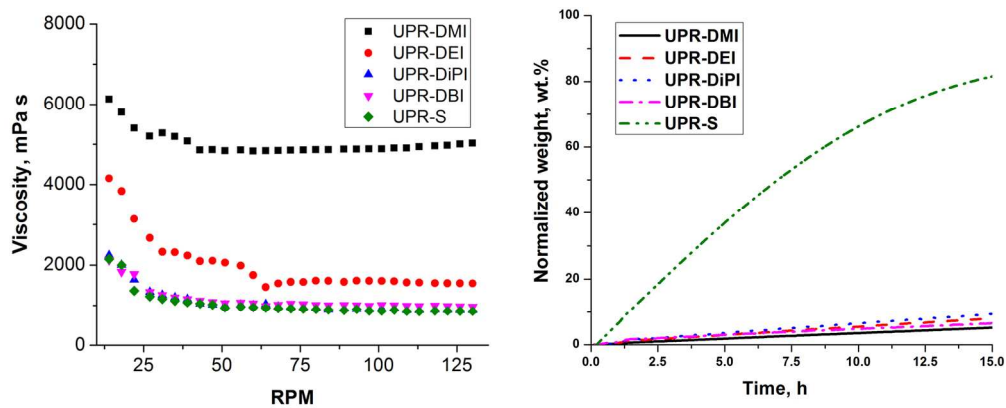 8000
6000
4000
2000
0
25
50
75
100
125
Viscosity, mPa s
RPM
UPR-DMI
UPR-DEI
UPR-DiPI
UPR-DBI
UPR-S
100
80
60
40
20
0
0.0
2.5
5.0
7.5
10.0
12.5
15.0
Normalized weight, wt.%
Time, h
UPR-DMI
UPR-DEI
UPR-DiPI
UPR-DBI
UPR-S